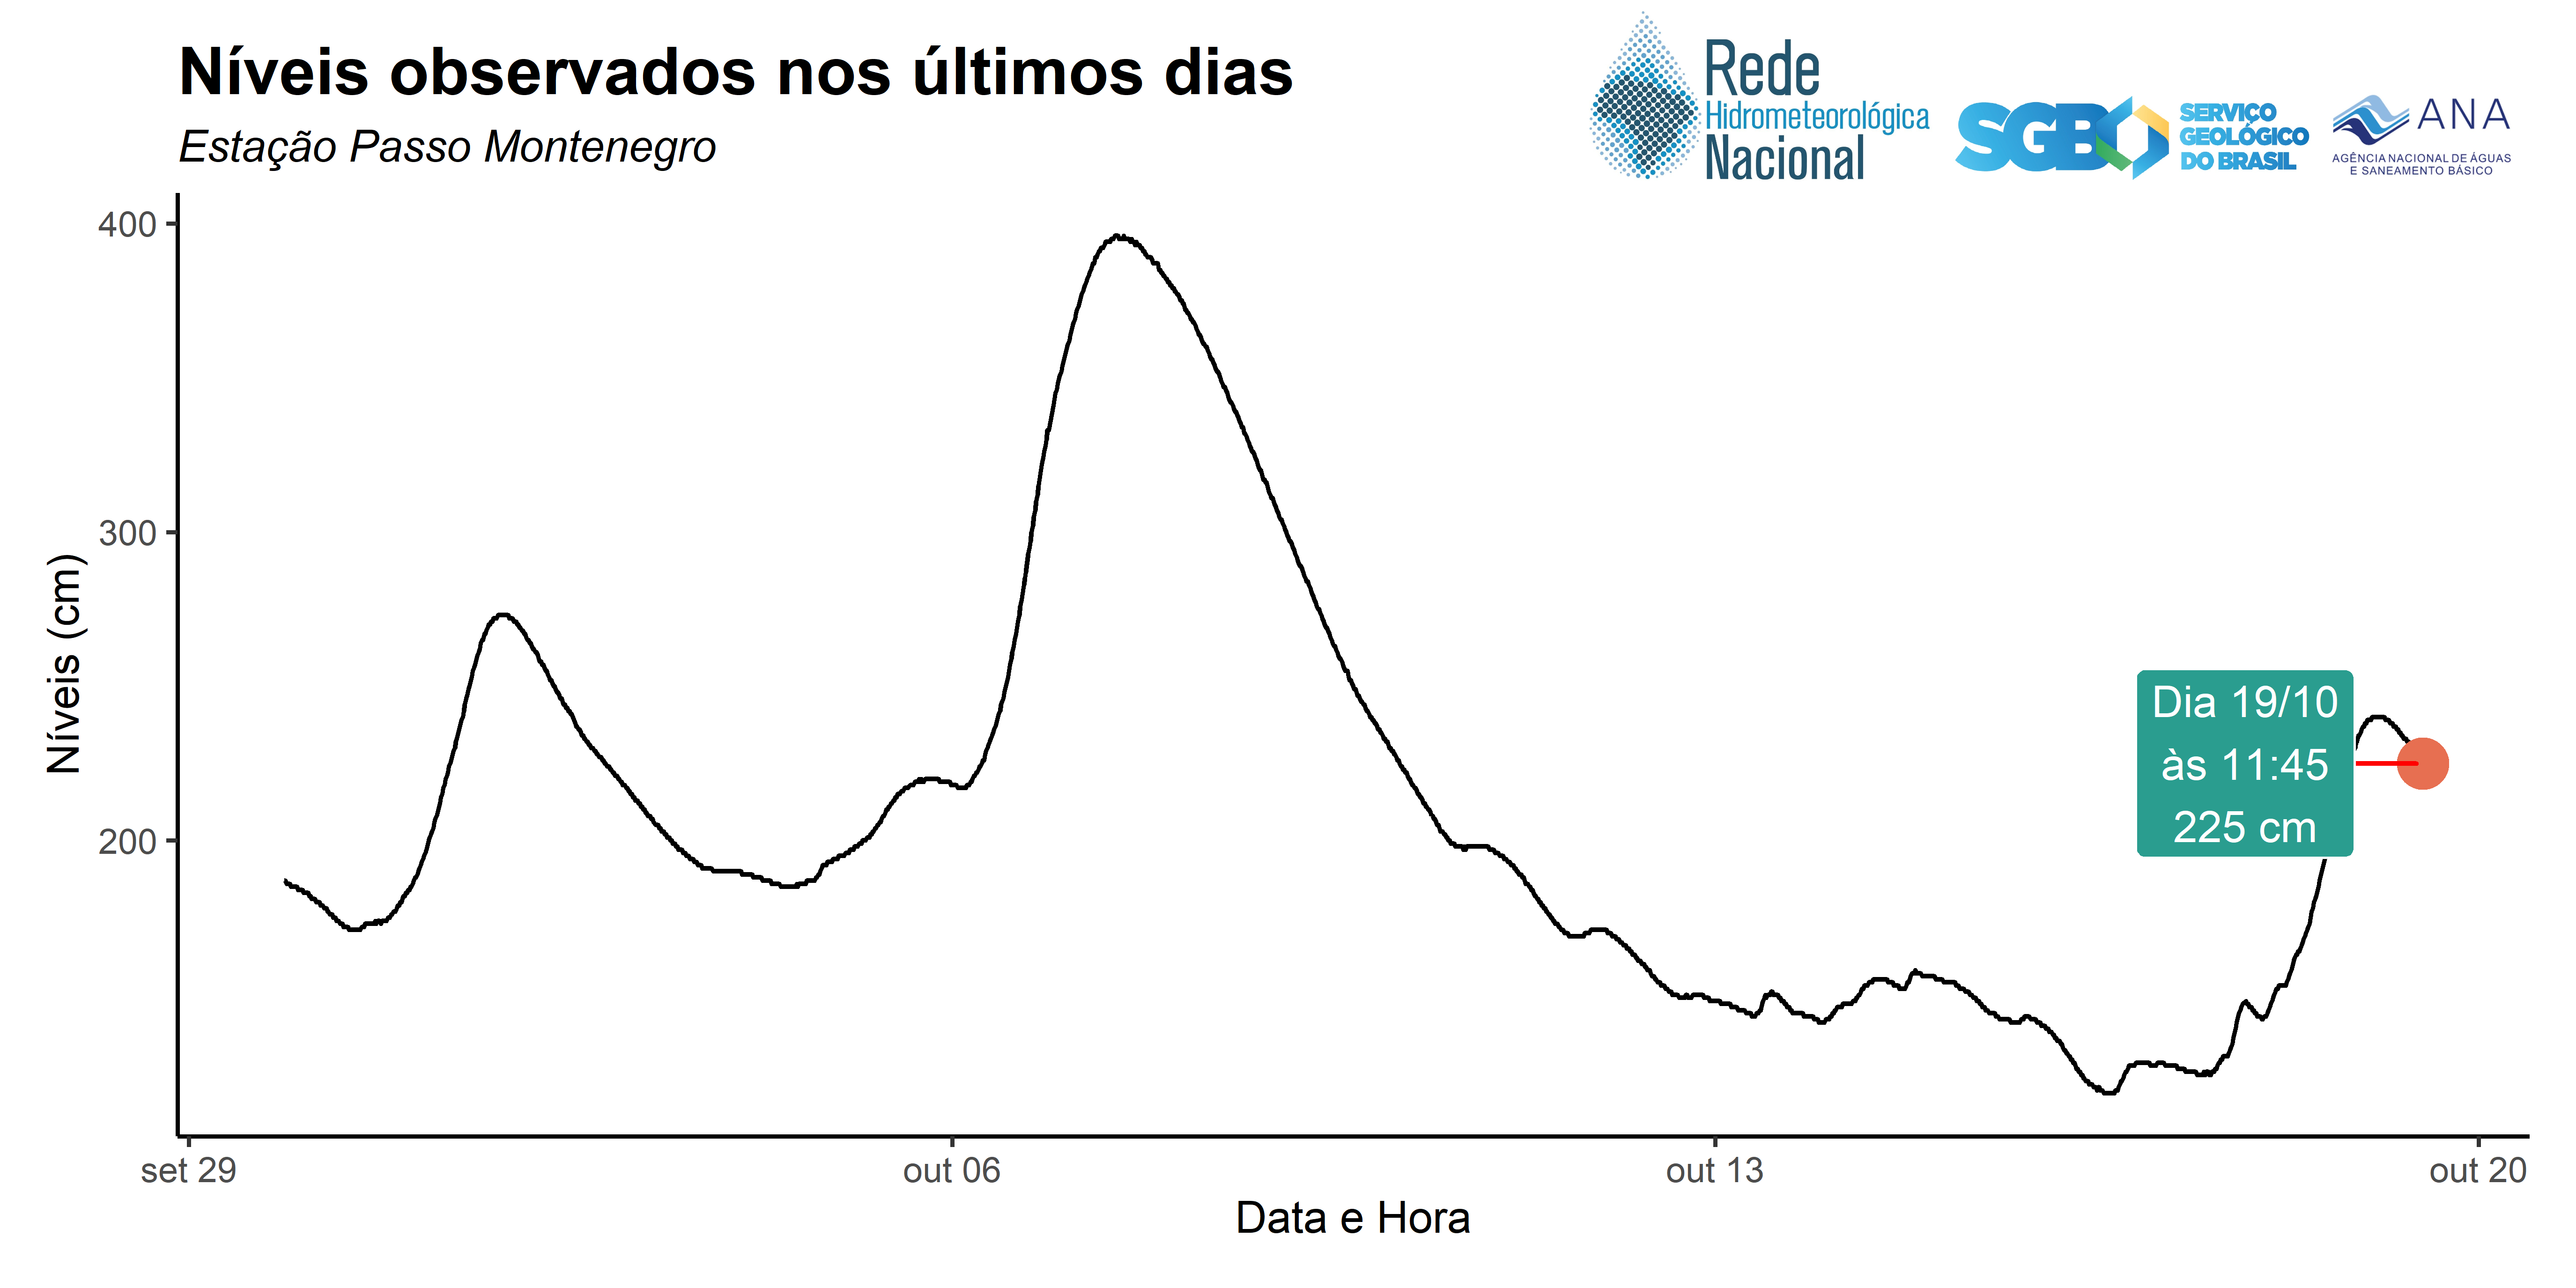 Níveis observados nos últimos dias
Estação Passo Montenegro
Rede
Hidrometeorológica
Nacional
SGB
SERVIÇO
GEOLÓGICO
DO BRASIL
ANA
AGÊNCIA NACIONAL DE ÁGUAS
E SANEAMENTO BÁSICO
400
300
200
Níveis (cm)
Dia 19/10
às 11:45
225 cm
set 29
out 06
out 13
out 20
Data e Hora